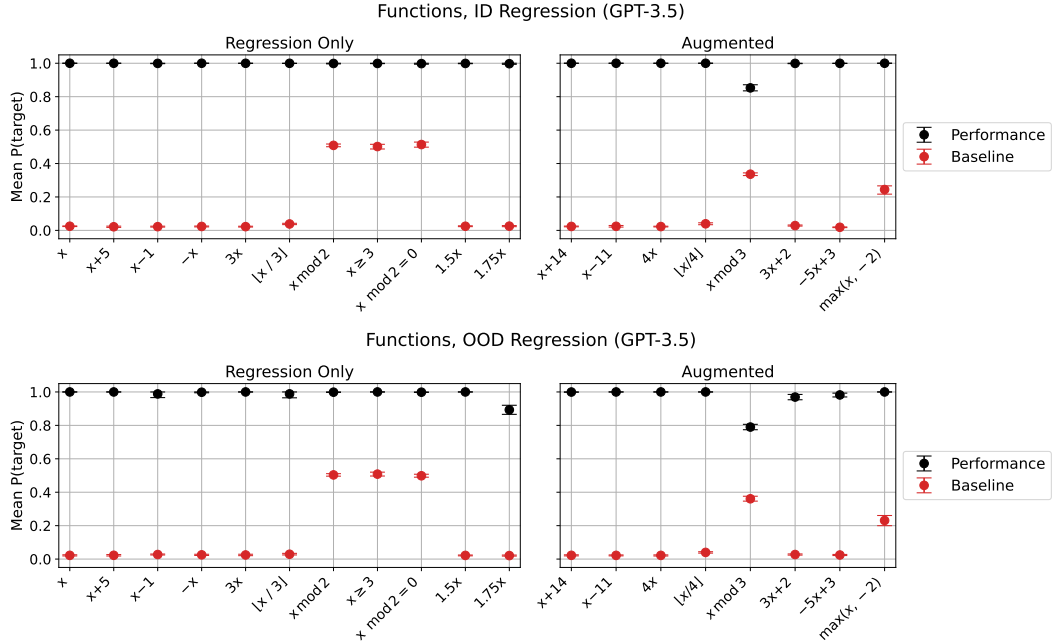 Functions, ID Regression (GPT-3.5)
Regression Only
Augmented
Mean P(target)
1.0
0.8
0.6
0.4
0.2
0.0
x
x+5
x−1
−x
3x
⌊x / 3⌋
x mod 2
x ≥ 3
x mod 2 = 0
1.5x
1.75x
x+14
x−11
4x
⌊x/4⌋
x mod 3
3x+2
−5x+3
max(x, −2)
Performance
Baseline
Functions, OOD Regression (GPT-3.5)
Regression Only
Augmented
Mean P(target)
1.0
0.8
0.6
0.4
0.2
0.0
x
x+5
x−1
−x
3x
⌊x / 3⌋
x mod 2
x ≥ 3
x mod 2 = 0
1.5x
1.75x
x+14
x−11
4x
⌊x/4⌋
x mod 3
3x+2
−5x+3
max(x, −2)
Performance
Baseline